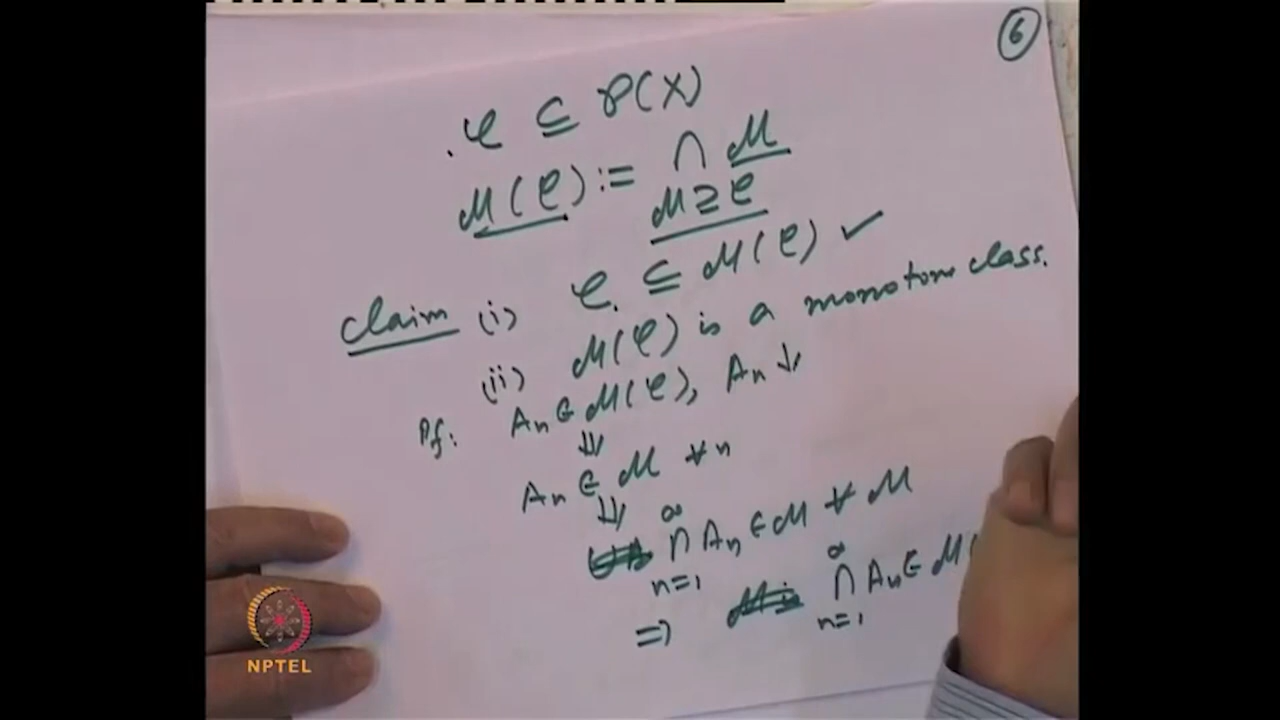 6
𝒞 ⊆ 𝒫(X)
ℳ(𝒞) := ∩ ℳ
ℳ ⊇ 𝒞
Claim (i) 𝒞 ⊆ ℳ(𝒞) ✓
(ii) ℳ(𝒞) is a monotone class.
Pf: Aₙ ∈ ℳ(𝒞), Aₙ ↓
⇓
Aₙ ∈ ℳ ∀ n
⇓
∞
∩ Aₙ ∈ ℳ ∀ ℳ
n=1
∞
⇒ ∩ Aₙ ∈ ℳ(
n=1
NPTEL